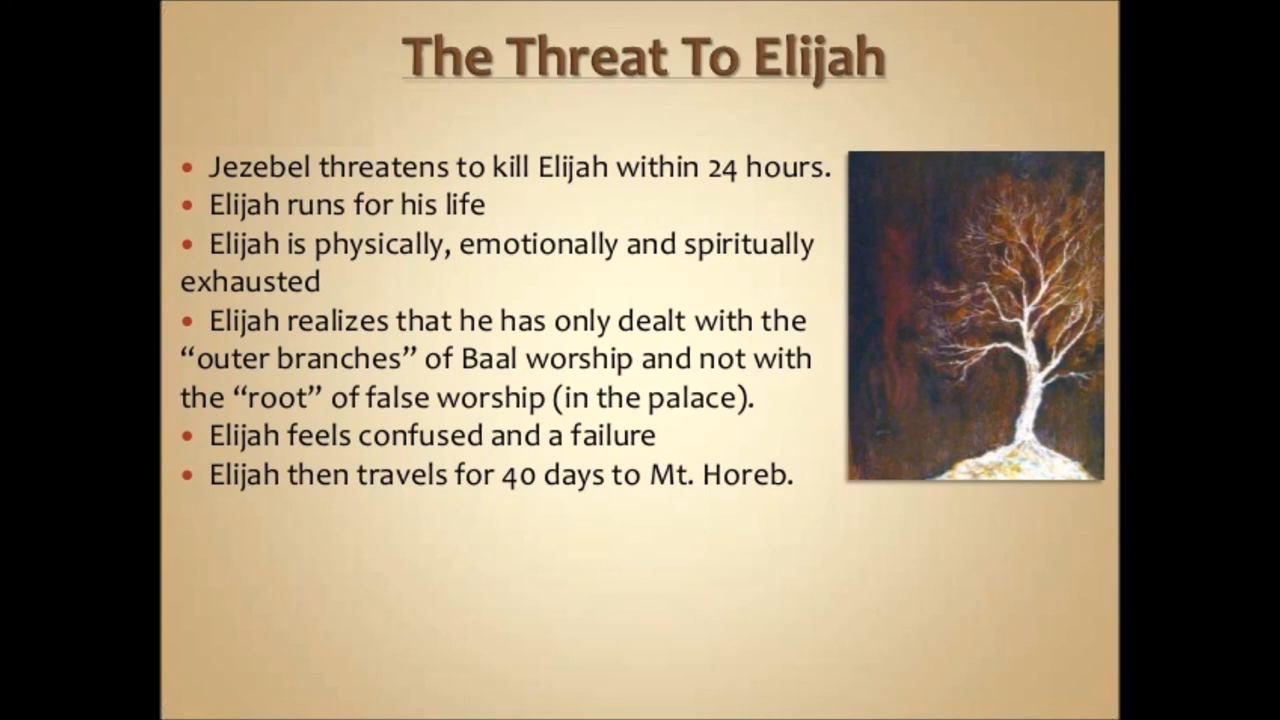 The Threat To Elijah
• Jezebel threatens to kill Elijah within 24 hours.
• Elijah runs for his life
• Elijah is physically, emotionally and spiritually
exhausted
• Elijah realizes that he has only dealt with the
“outer branches” of Baal worship and not with
the “root” of false worship (in the palace).
• Elijah feels confused and a failure
• Elijah then travels for 40 days to Mt. Horeb.